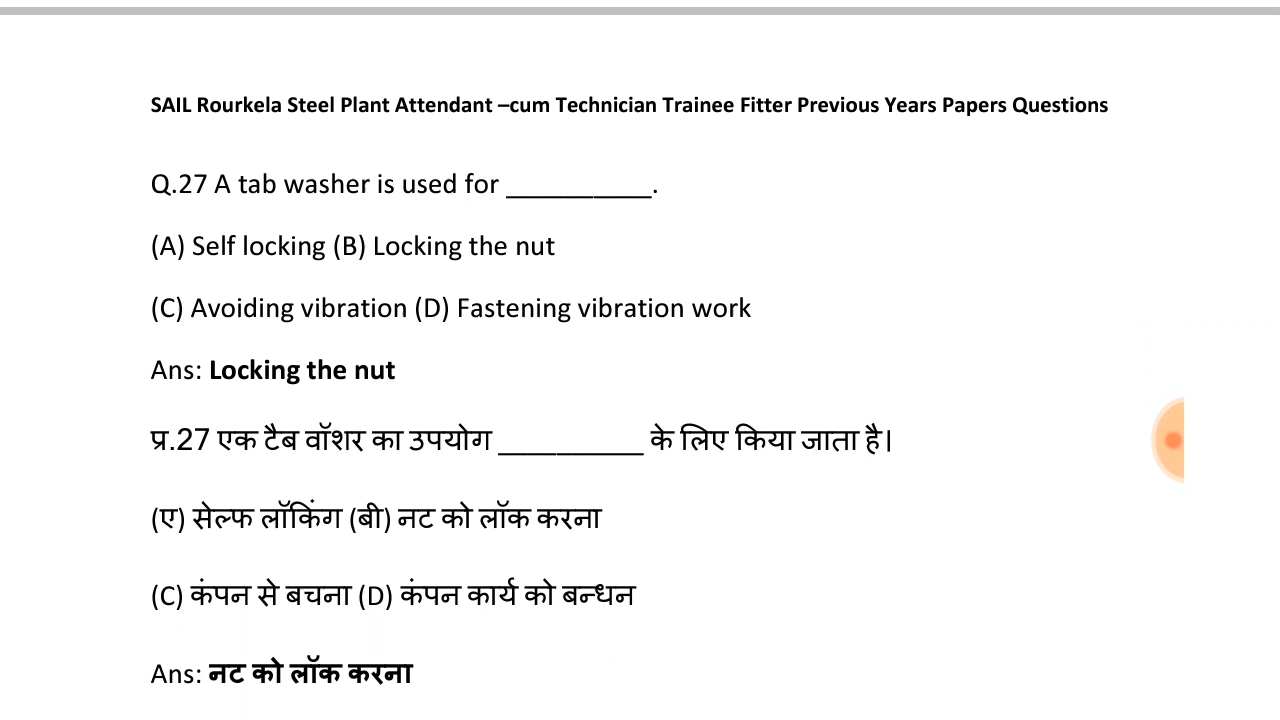 SAIL Rourkela Steel Plant Attendant –cum Technician Trainee Fitter Previous Years Papers Questions
Q.27 A tab washer is used for __________.
(A) Self locking (B) Locking the nut
(C) Avoiding vibration (D) Fastening vibration work
Ans: Locking the nut
प्र.27 एक टैब वॉशर का उपयोग __________ के लिए किया जाता है।
(ए) सेल्फ लॉकिंग (बी) नट को लॉक करना
(C) कंपन से बचना (D) कंपन कार्य को बन्धन
Ans: नट को लॉक करना